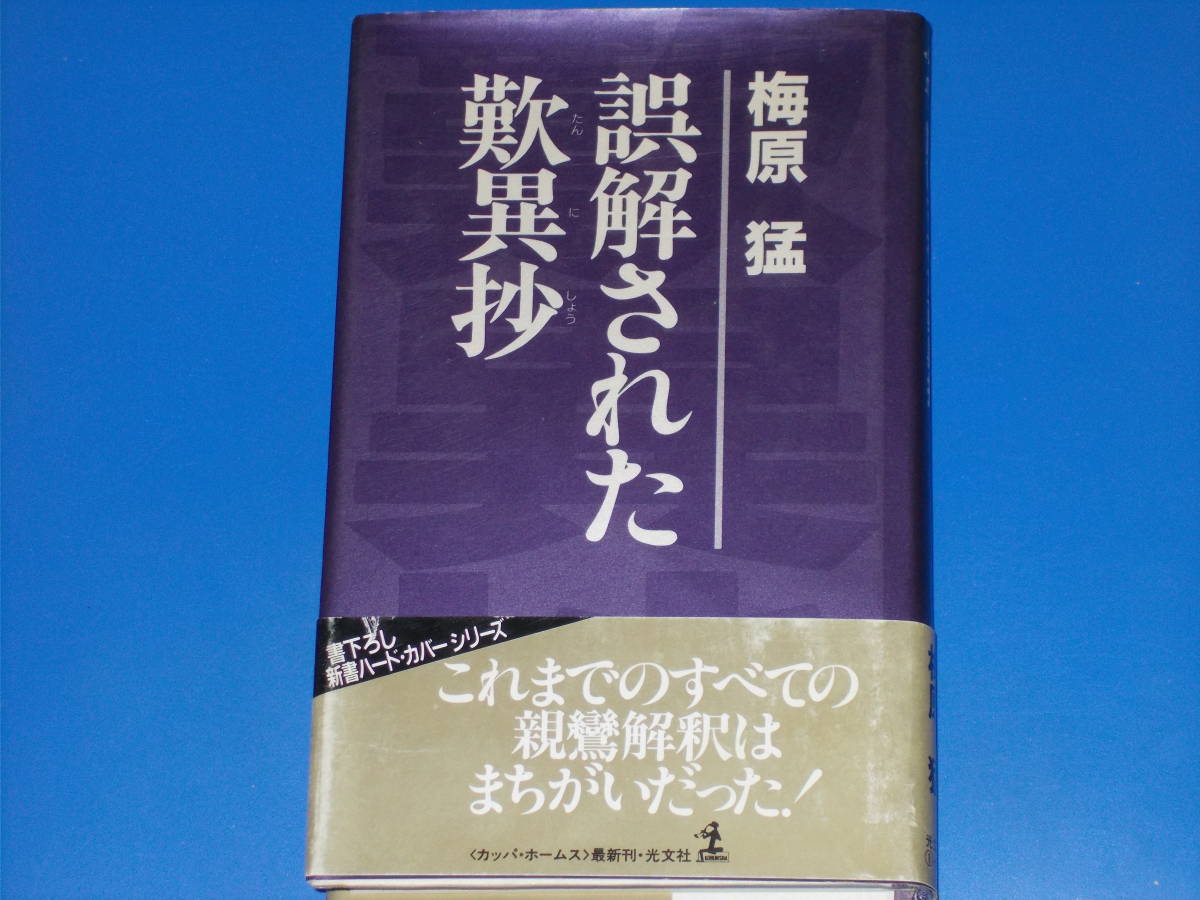 梅原 猛
誤解された
歎異抄
たん
に
しょう
書下ろし
新書ハード・カバーシリーズ
これまでのすべての
親鸞解釈は
まちがいだった!
〈カッパ・ホームス〉最新刊・光文社